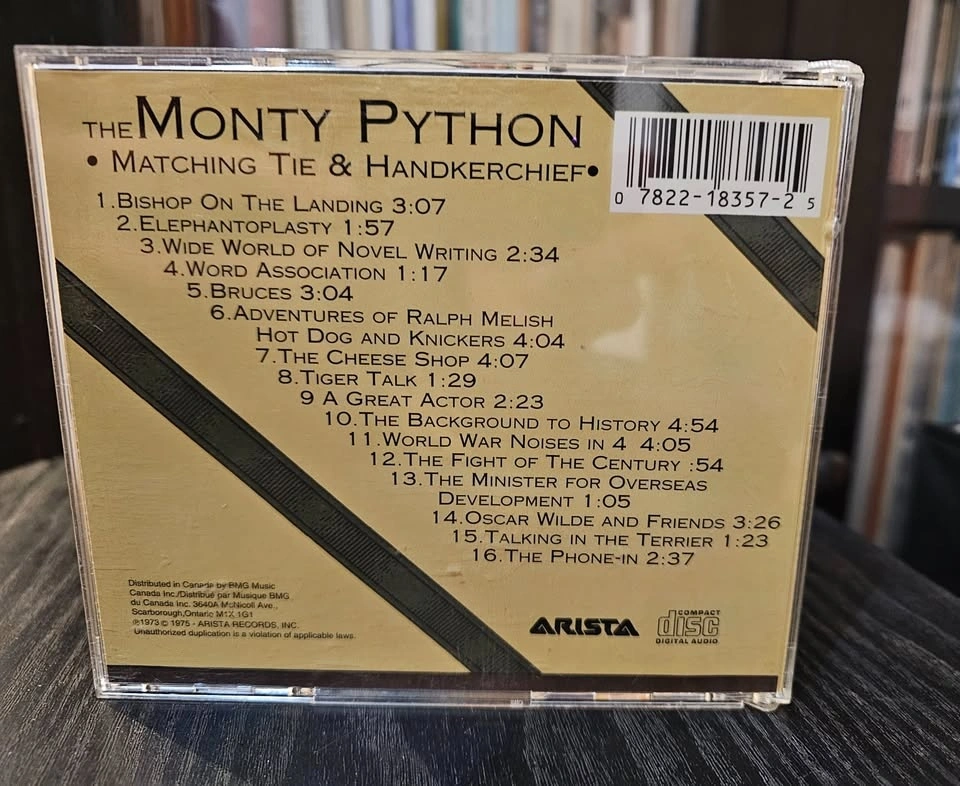 THE MONTY PYTHON
• MATCHING TIE & HANDKERCHIEF •
0 7822-18357-2 5
1.BISHOP ON THE LANDING 3:07
2.ELEPHANTOPLASTY 1:57
3.WIDE WORLD OF NOVEL WRITING 2:34
4.WORD ASSOCIATION 1:17
5.BRUCES 3:04
6.ADVENTURES OF RALPH MELISH
HOT DOG AND KNICKERS 4:04
7.THE CHEESE SHOP 4:07
8.TIGER TALK 1:29
9 A GREAT ACTOR 2:23
10.THE BACKGROUND TO HISTORY 4:54
11.WORLD WAR NOISES IN 4 4:05
12.THE FIGHT OF THE CENTURY :54
13.THE MINISTER FOR OVERSEAS
DEVELOPMENT 1:05
14.OSCAR WILDE AND FRIENDS 3:26
15.TALKING IN THE TERRIER 1:23
16.THE PHONE-IN 2:37
Distributed in Canada by BMG Music
Canada Inc./Distribué par Musique BMG
du Canada Inc. 3640A McNicoll Ave.,
Scarborough,Ontario M1X 1G1
℗1973 © 1975 - ARISTA RECORDS, INC.
Unauthorized duplication is a violation of applicable laws.
ARISTA
COMPACT
disc
DIGITAL AUDIO